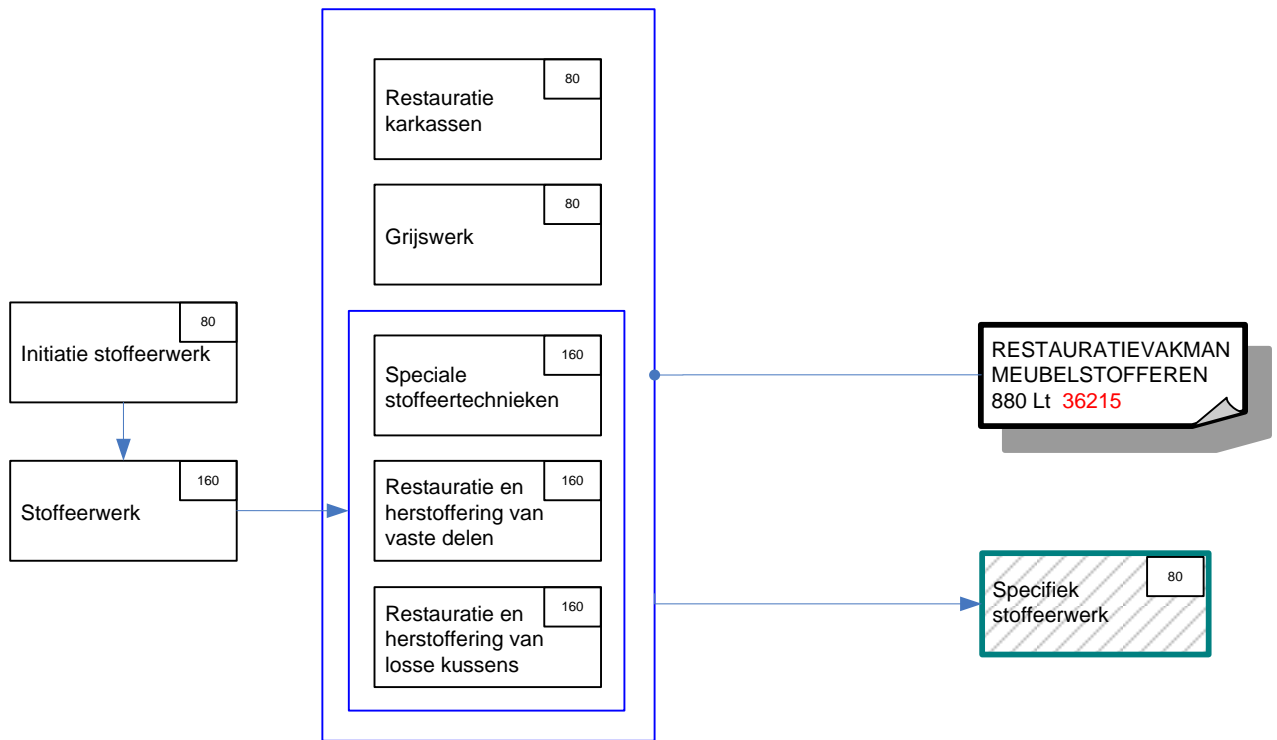 80
Restauratie
karkassen
80
Grijswerk
80
Initiatie stoffeerwerk
160
Stoffeerwerk
160
Speciale
stoffeertechnieken
160
Restauratie en
herstoffering van
vaste delen
160
Restauratie en
herstoffering van
losse kussens
RESTAURATIEVAKMAN
MEUBELSTOFFEREN
880 Lt 36215
80
Specifiek
stoffeerwerk